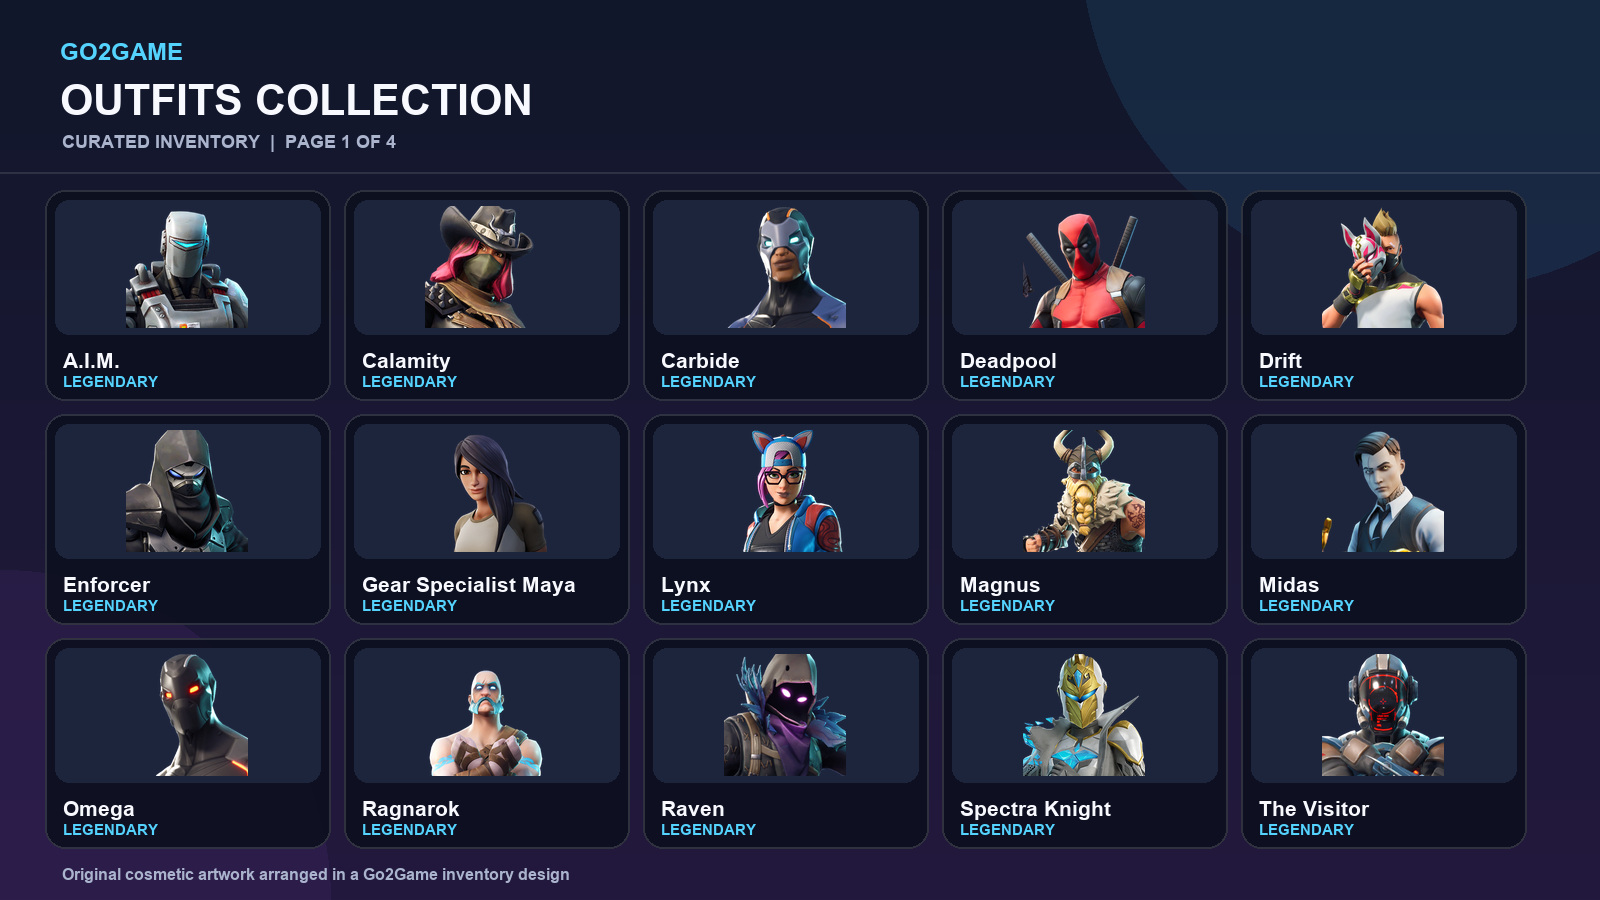 GO2GAME
OUTFITS COLLECTION
CURATED INVENTORY | PAGE 1 OF 4
A.I.M.
LEGENDARY
Calamity
LEGENDARY
Carbide
LEGENDARY
Deadpool
LEGENDARY
Drift
LEGENDARY
Enforcer
LEGENDARY
Gear Specialist Maya
LEGENDARY
Lynx
LEGENDARY
Magnus
LEGENDARY
Midas
LEGENDARY
Omega
LEGENDARY
Ragnarok
LEGENDARY
Raven
LEGENDARY
Spectra Knight
LEGENDARY
The Visitor
LEGENDARY
Original cosmetic artwork arranged in a Go2Game inventory design